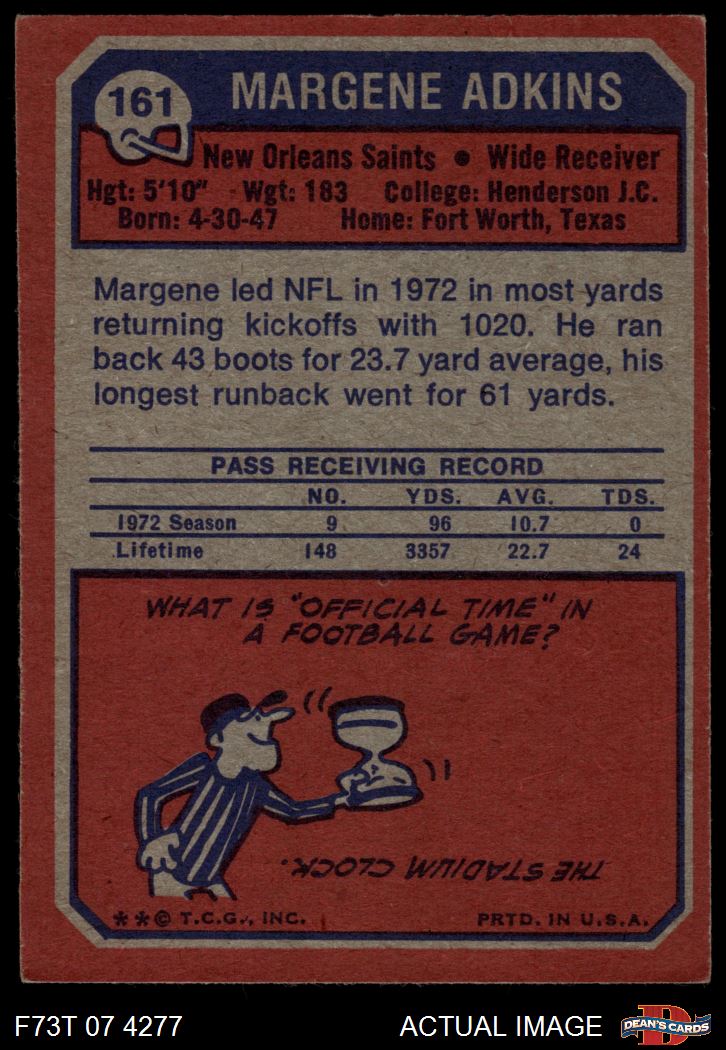 161
MARGENE ADKINS
New Orleans Saints • Wide Receiver
Hgt: 5'10" Wgt: 183 College: Henderson J.C.
Born: 4-30-47 Home: Fort Worth, Texas
Margene led NFL in 1972 in most yards
returning kickoffs with 1020. He ran
back 43 boots for 23.7 yard average, his
longest runback went for 61 yards.
PASS RECEIVING RECORD
NO. YDS. AVG. TDS.
1972 Season 9 96 10.7 0
Lifetime 148 3357 22.7 24
WHAT IS "OFFICIAL TIME" IN
A FOOTBALL GAME?
THE STADIUM CLOCK.
**© T.C.G., INC. PRTD. IN U.S.A.
F73T 07 4277 ACTUAL IMAGE
D
DEAN'S CARDS